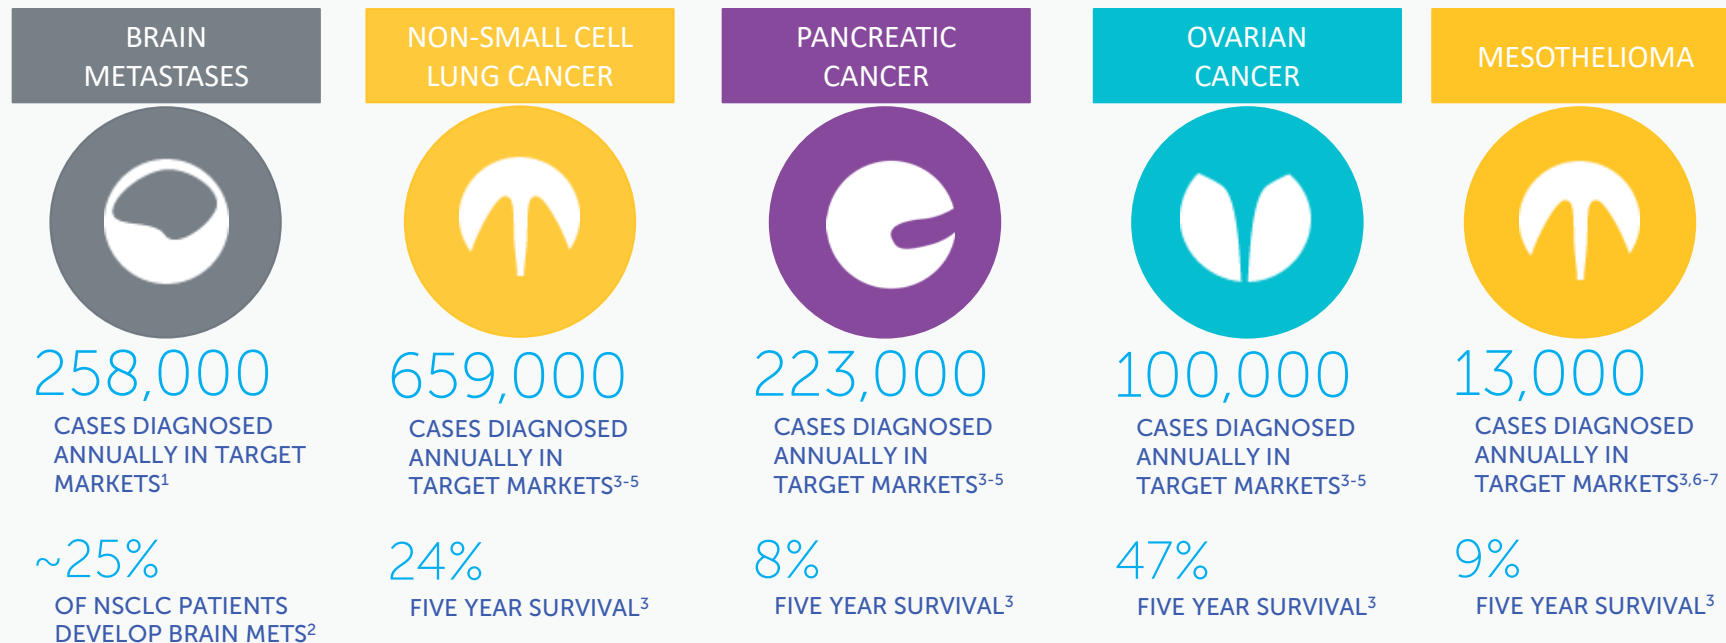 BRAIN
METASTASES
258,000
CASES DIAGNOSED
ANNUALLY IN TARGET
MARKETS¹
~25%
OF NSCLC PATIENTS
DEVELOP BRAIN METS²
NON-SMALL CELL
LUNG CANCER
659,000
CASES DIAGNOSED
ANNUALLY IN
TARGET MARKETS³⁻⁵
24%
FIVE YEAR SURVIVAL³
PANCREATIC
CANCER
223,000
CASES DIAGNOSED
ANNUALLY IN
TARGET MARKETS³⁻⁵
8%
FIVE YEAR SURVIVAL³
OVARIAN
CANCER
100,000
CASES DIAGNOSED
ANNUALLY IN
TARGET MARKETS³⁻⁵
47%
FIVE YEAR SURVIVAL³
MESOTHELIOMA
13,000
CASES DIAGNOSED
ANNUALLY IN
TARGET MARKETS³,⁶⁻⁷
9%
FIVE YEAR SURVIVAL³